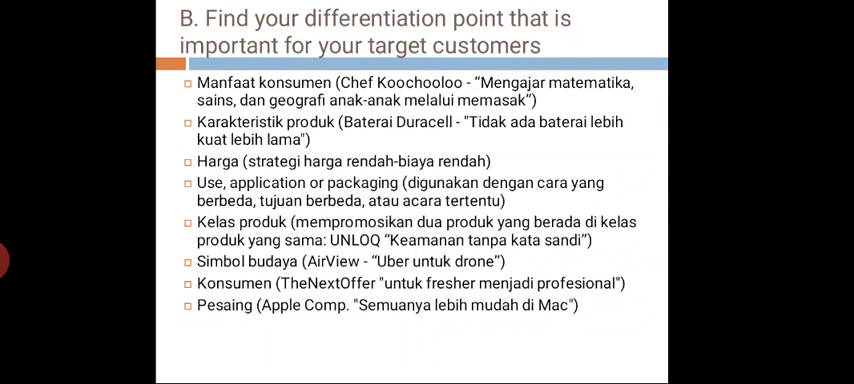 B. Find your differentiation point that is
important for your target customers
Manfaat konsumen (Chef Koochooloo - “Mengajar matematika,
sains, dan geografi anak-anak melalui memasak”)
Karakteristik produk (Baterai Duracell - "Tidak ada baterai lebih
kuat lebih lama")
Harga (strategi harga rendah-biaya rendah)
Use, application or packaging (digunakan dengan cara yang
berbeda, tujuan berbeda, atau acara tertentu)
Kelas produk (mempromosikan dua produk yang berada di kelas
produk yang sama: UNLOQ “Keamanan tanpa kata sandi”)
Simbol budaya (AirView - “Uber untuk drone”)
Konsumen (TheNextOffer "untuk fresher menjadi profesional")
Pesaing (Apple Comp. "Semuanya lebih mudah di Mac")